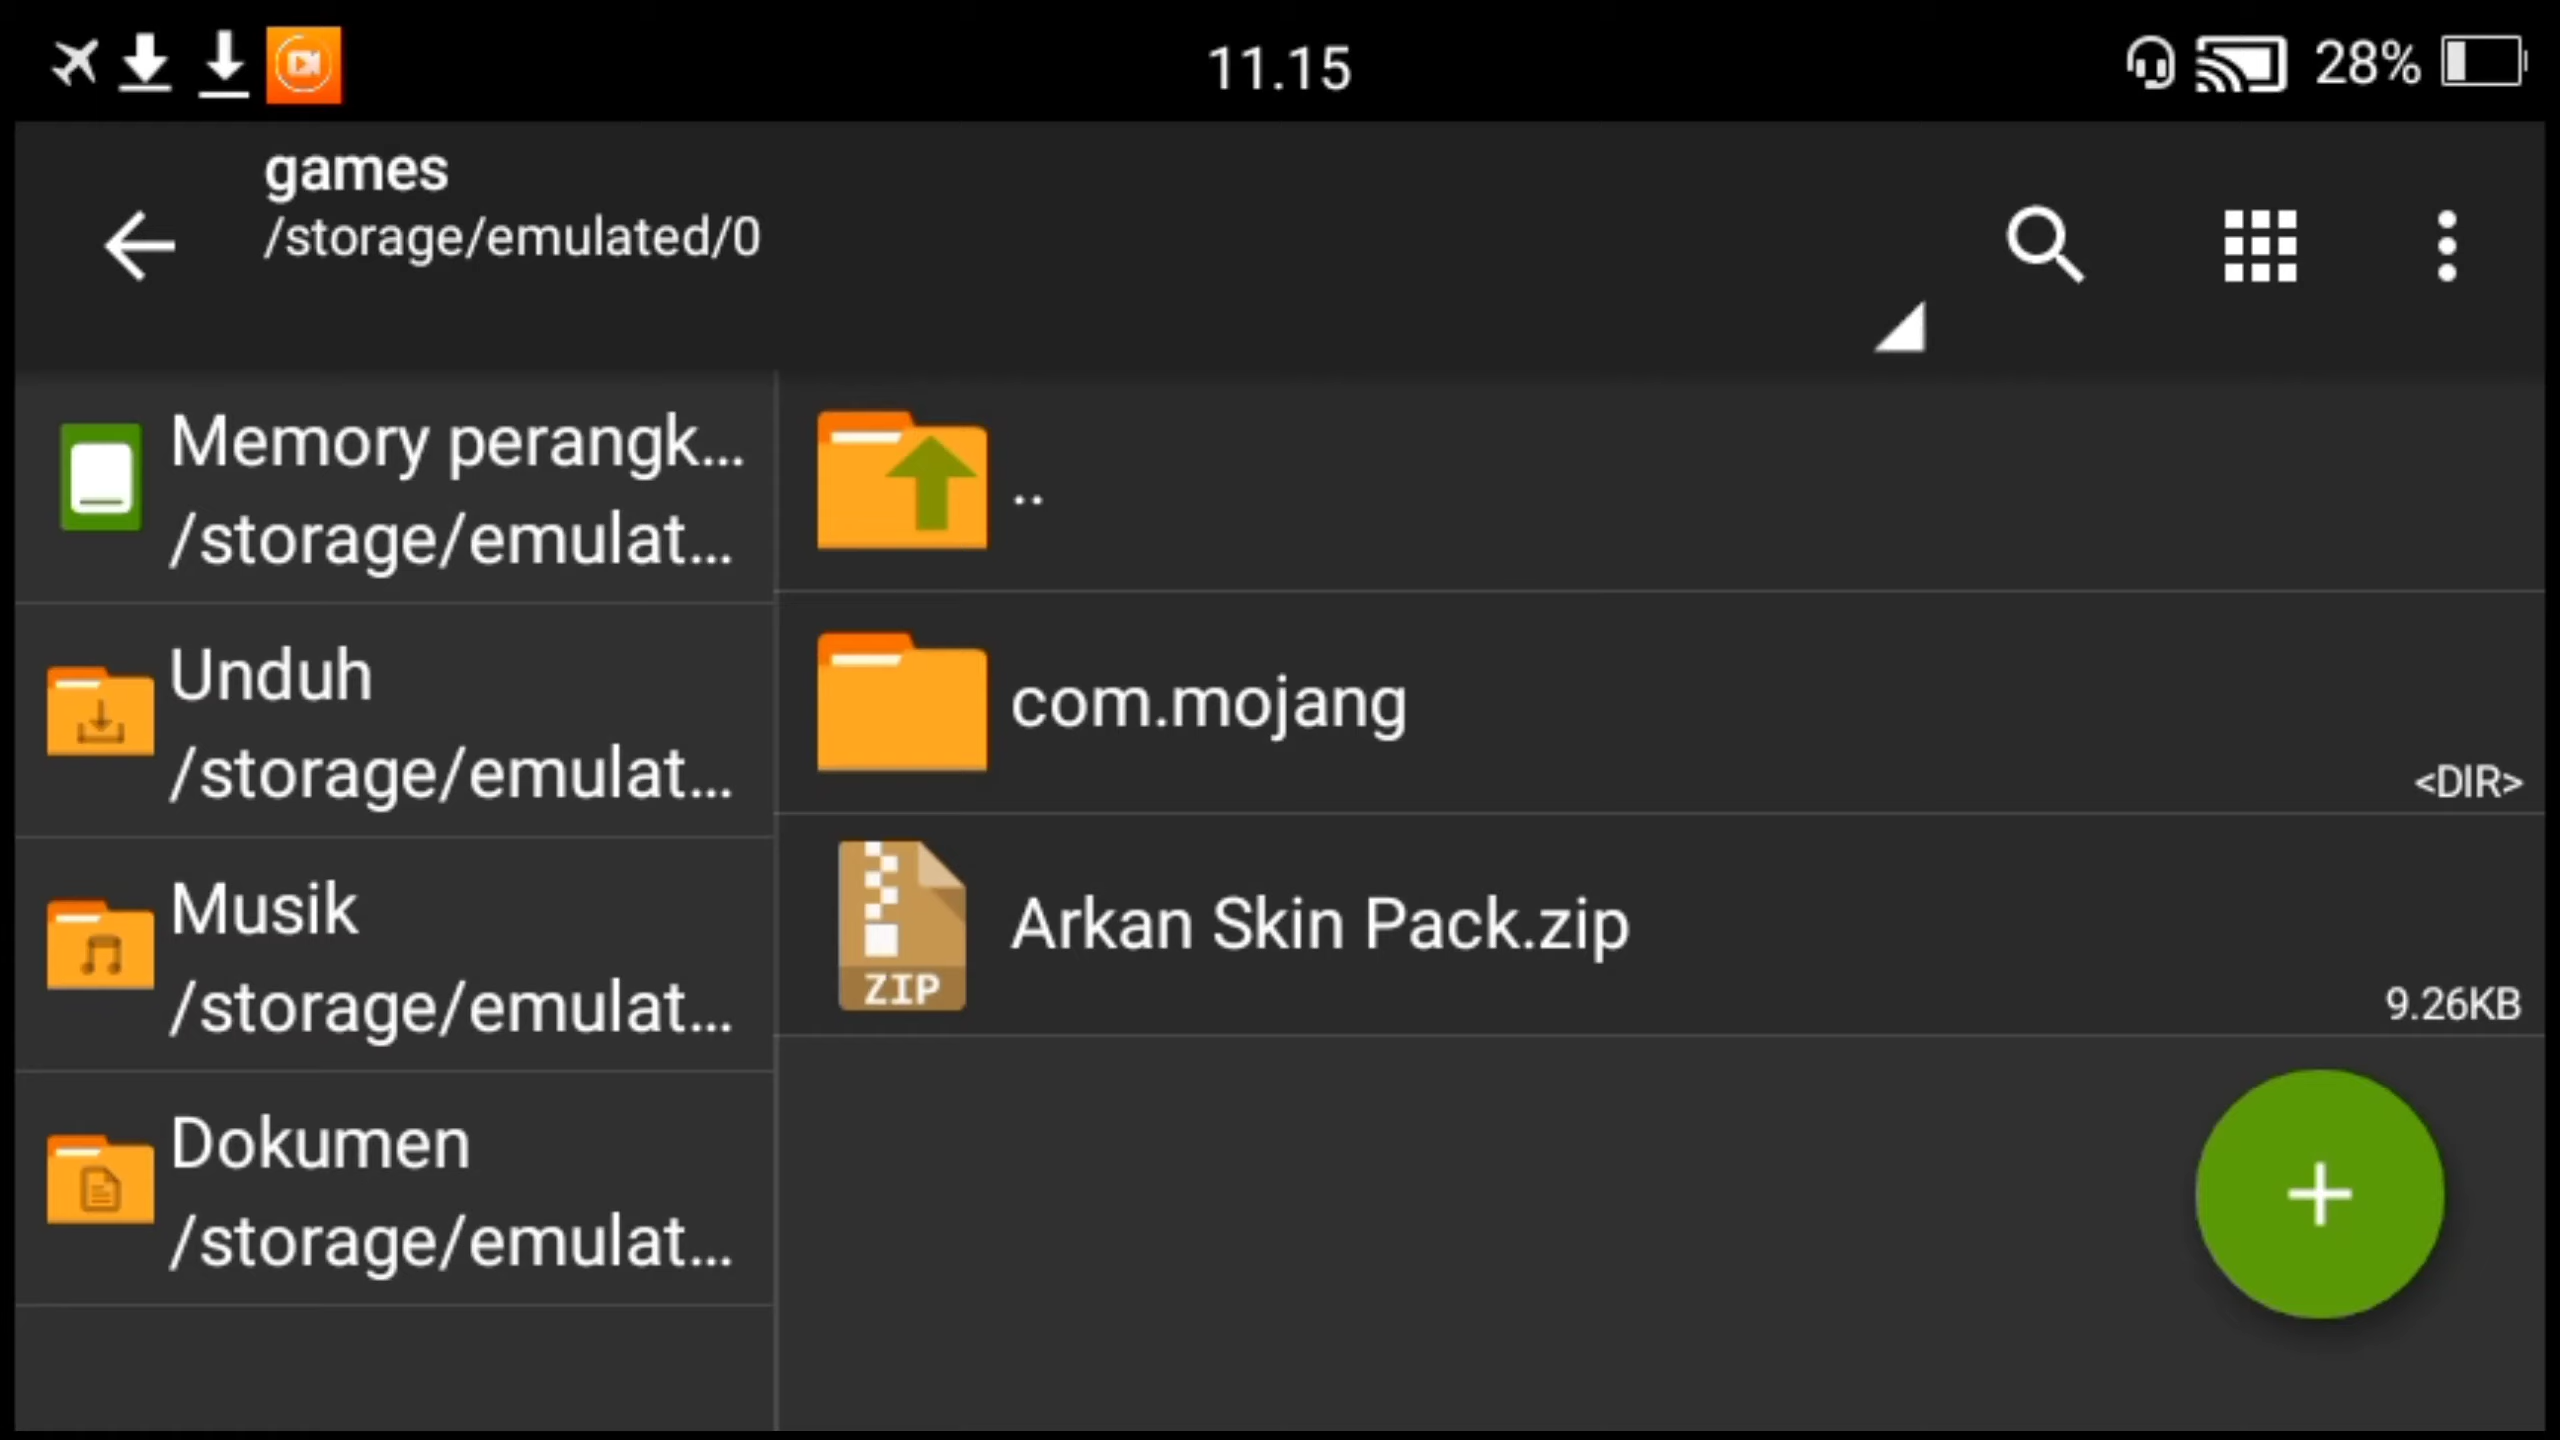 11.15
28%
games
/storage/emulated/0
Memory perangk...
/storage/emulat...
Unduh
/storage/emulat...
Musik
/storage/emulat...
Dokumen
/storage/emulat...
..
com.mojang
<DIR>
ZIP
Arkan Skin Pack.zip
9.26KB